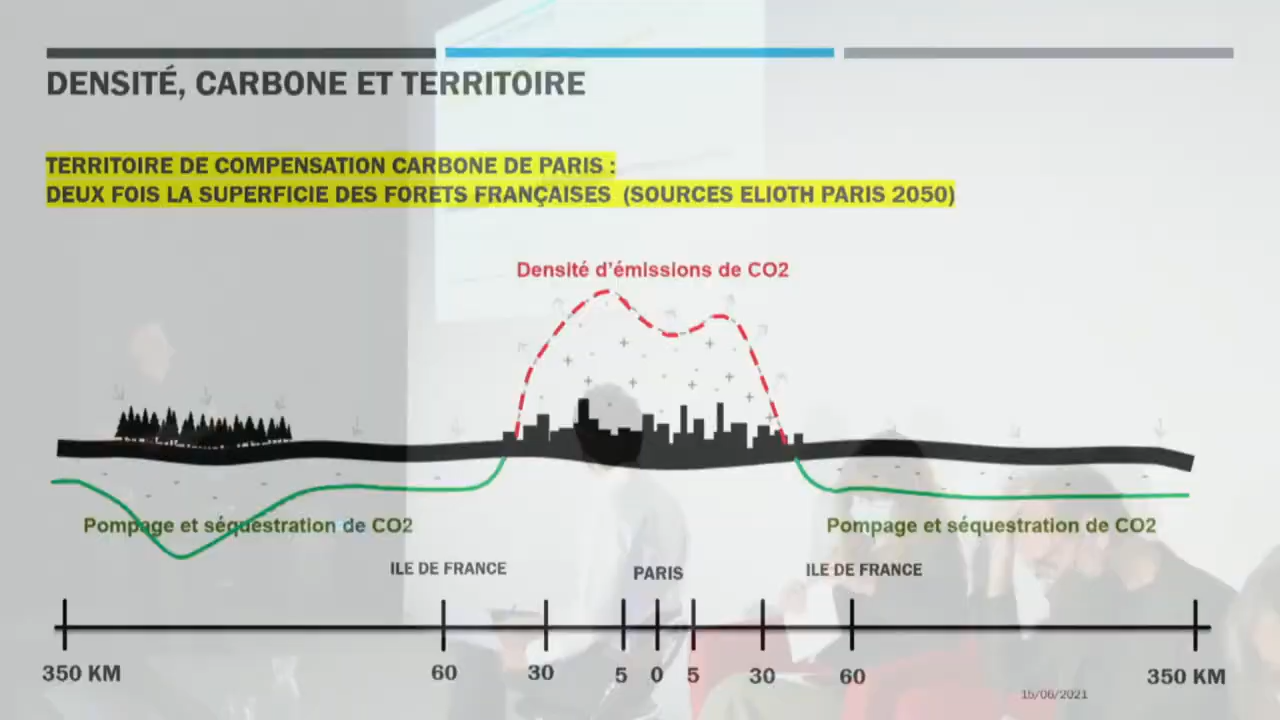 DENSITÉ, CARBONE ET TERRITOIRE
TERRITOIRE DE COMPENSATION CARBONE DE PARIS :
DEUX FOIS LA SUPERFICIE DES FORETS FRANÇAISES (SOURCES ELIOTH PARIS 2050)
Densité d'émissions de CO2
Pompage et séquestration de CO2
Pompage et séquestration de CO2
ILE DE FRANCE
PARIS
ILE DE FRANCE
350 KM
60
30
5
0
5
30
60
350 KM
15/06/2021